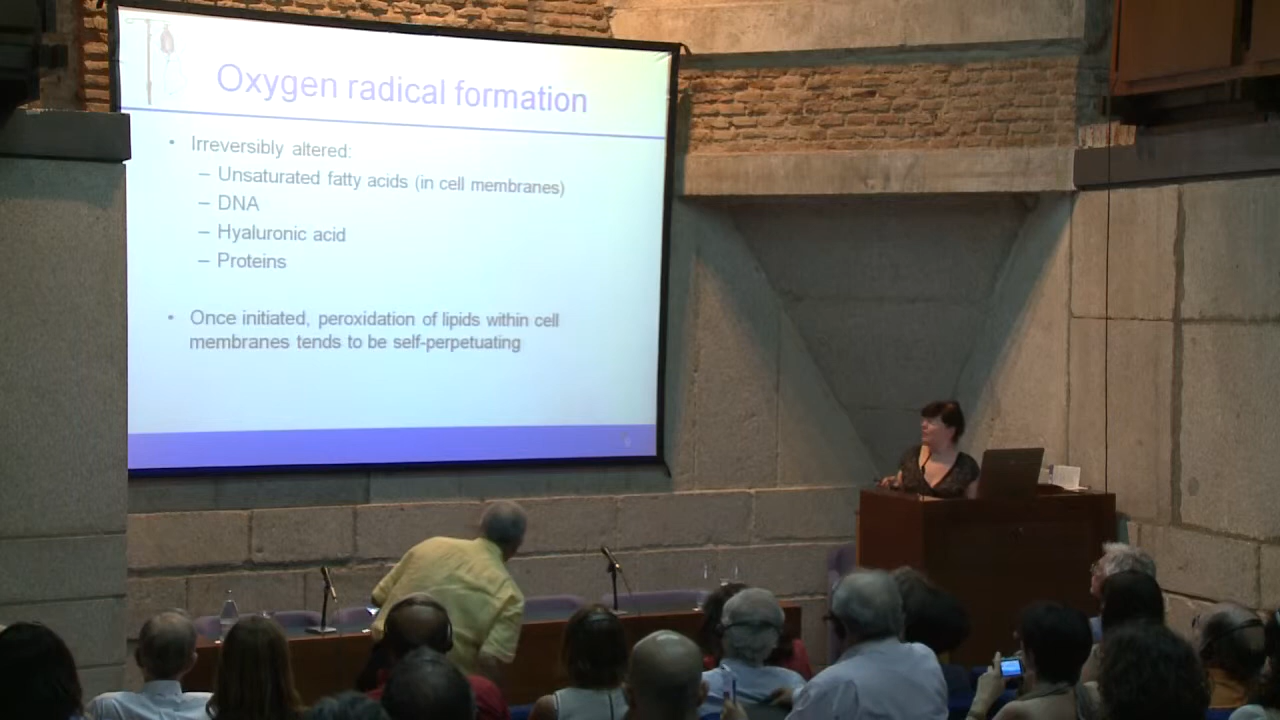 Oxygen radical formation
• Irreversibly altered:
– Unsaturated fatty acids (in cell membranes)
– DNA
– Hyaluronic acid
– Proteins
• Once initiated, peroxidation of lipids within cell
membranes tends to be self-perpetuating